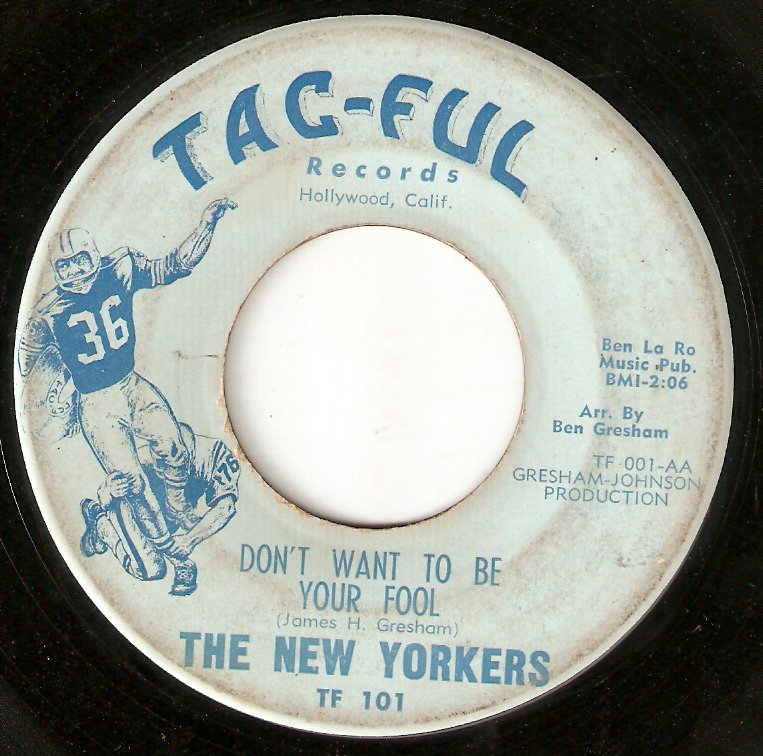 TAC-FUL
Records
Hollywood, Calif.
36
76
Ben La Ro
Music Pub.
BMI-2:06
Arr. By
Ben Gresham
TF 001-AA
GRESHAM-JOHNSON
PRODUCTION
DON'T WANT TO BE
YOUR FOOL
(James H. Gresham)
THE NEW YORKERS
TF 101